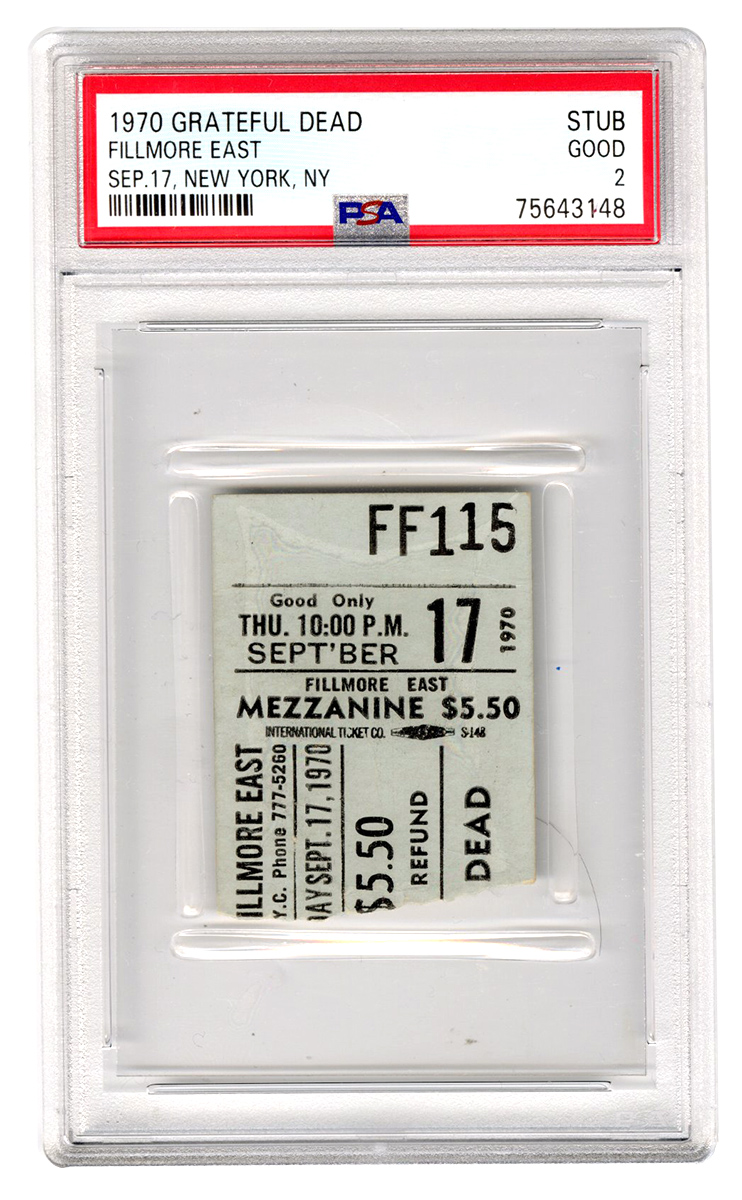 1970 GRATEFUL DEAD STUB
FILLMORE EAST GOOD
SEP.17, NEW YORK, NY 2
PSA 75643148
FF115
Good Only
THU. 10:00 P.M. 17 1970
SEPT'BER
FILLMORE EAST
MEZZANINE $5.50
INTERNATIONAL TICKET CO. S-148
ILLMORE EAST
Y.C. Phone 777-5260
AY SEPT. 17, 1970
$5.50
REFUND
DEAD